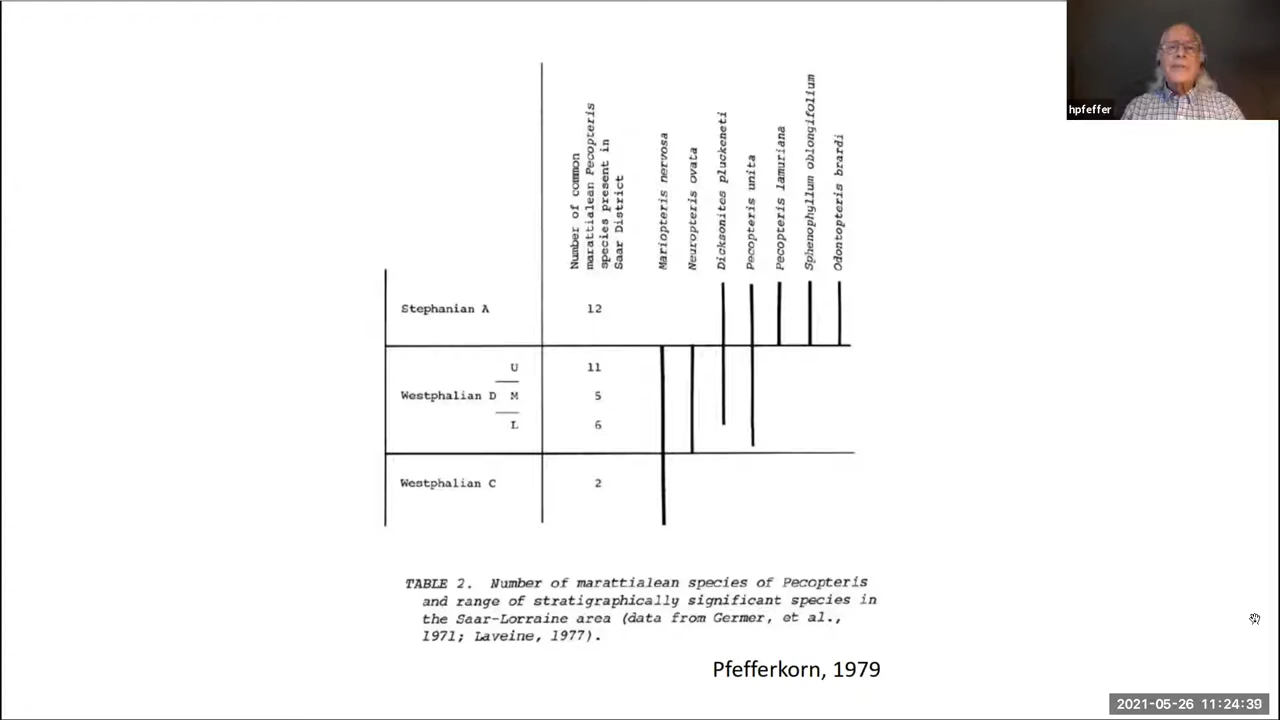 hpfeffer
Number of common
marattialean Pecopteris
species present in
Saar District
Mariopteris nervosa
Neuropteris ovata
Dicksonites pluckeneti
Pecopteris unita
Pecopteris lamuriana
Sphenophyllum oblongifolium
Odontopteris brardi
Stephanian A 12
U 11
Westphalian D M 5
L 6
Westphalian C 2
TABLE 2. Number of marattialean species of Pecopteris
and range of stratigraphically significant species in
the Saar-Lorraine area (data from Germer, et al.,
1971; Laveine, 1977).
Pfefferkorn, 1979
2021-05-26 11:24:39